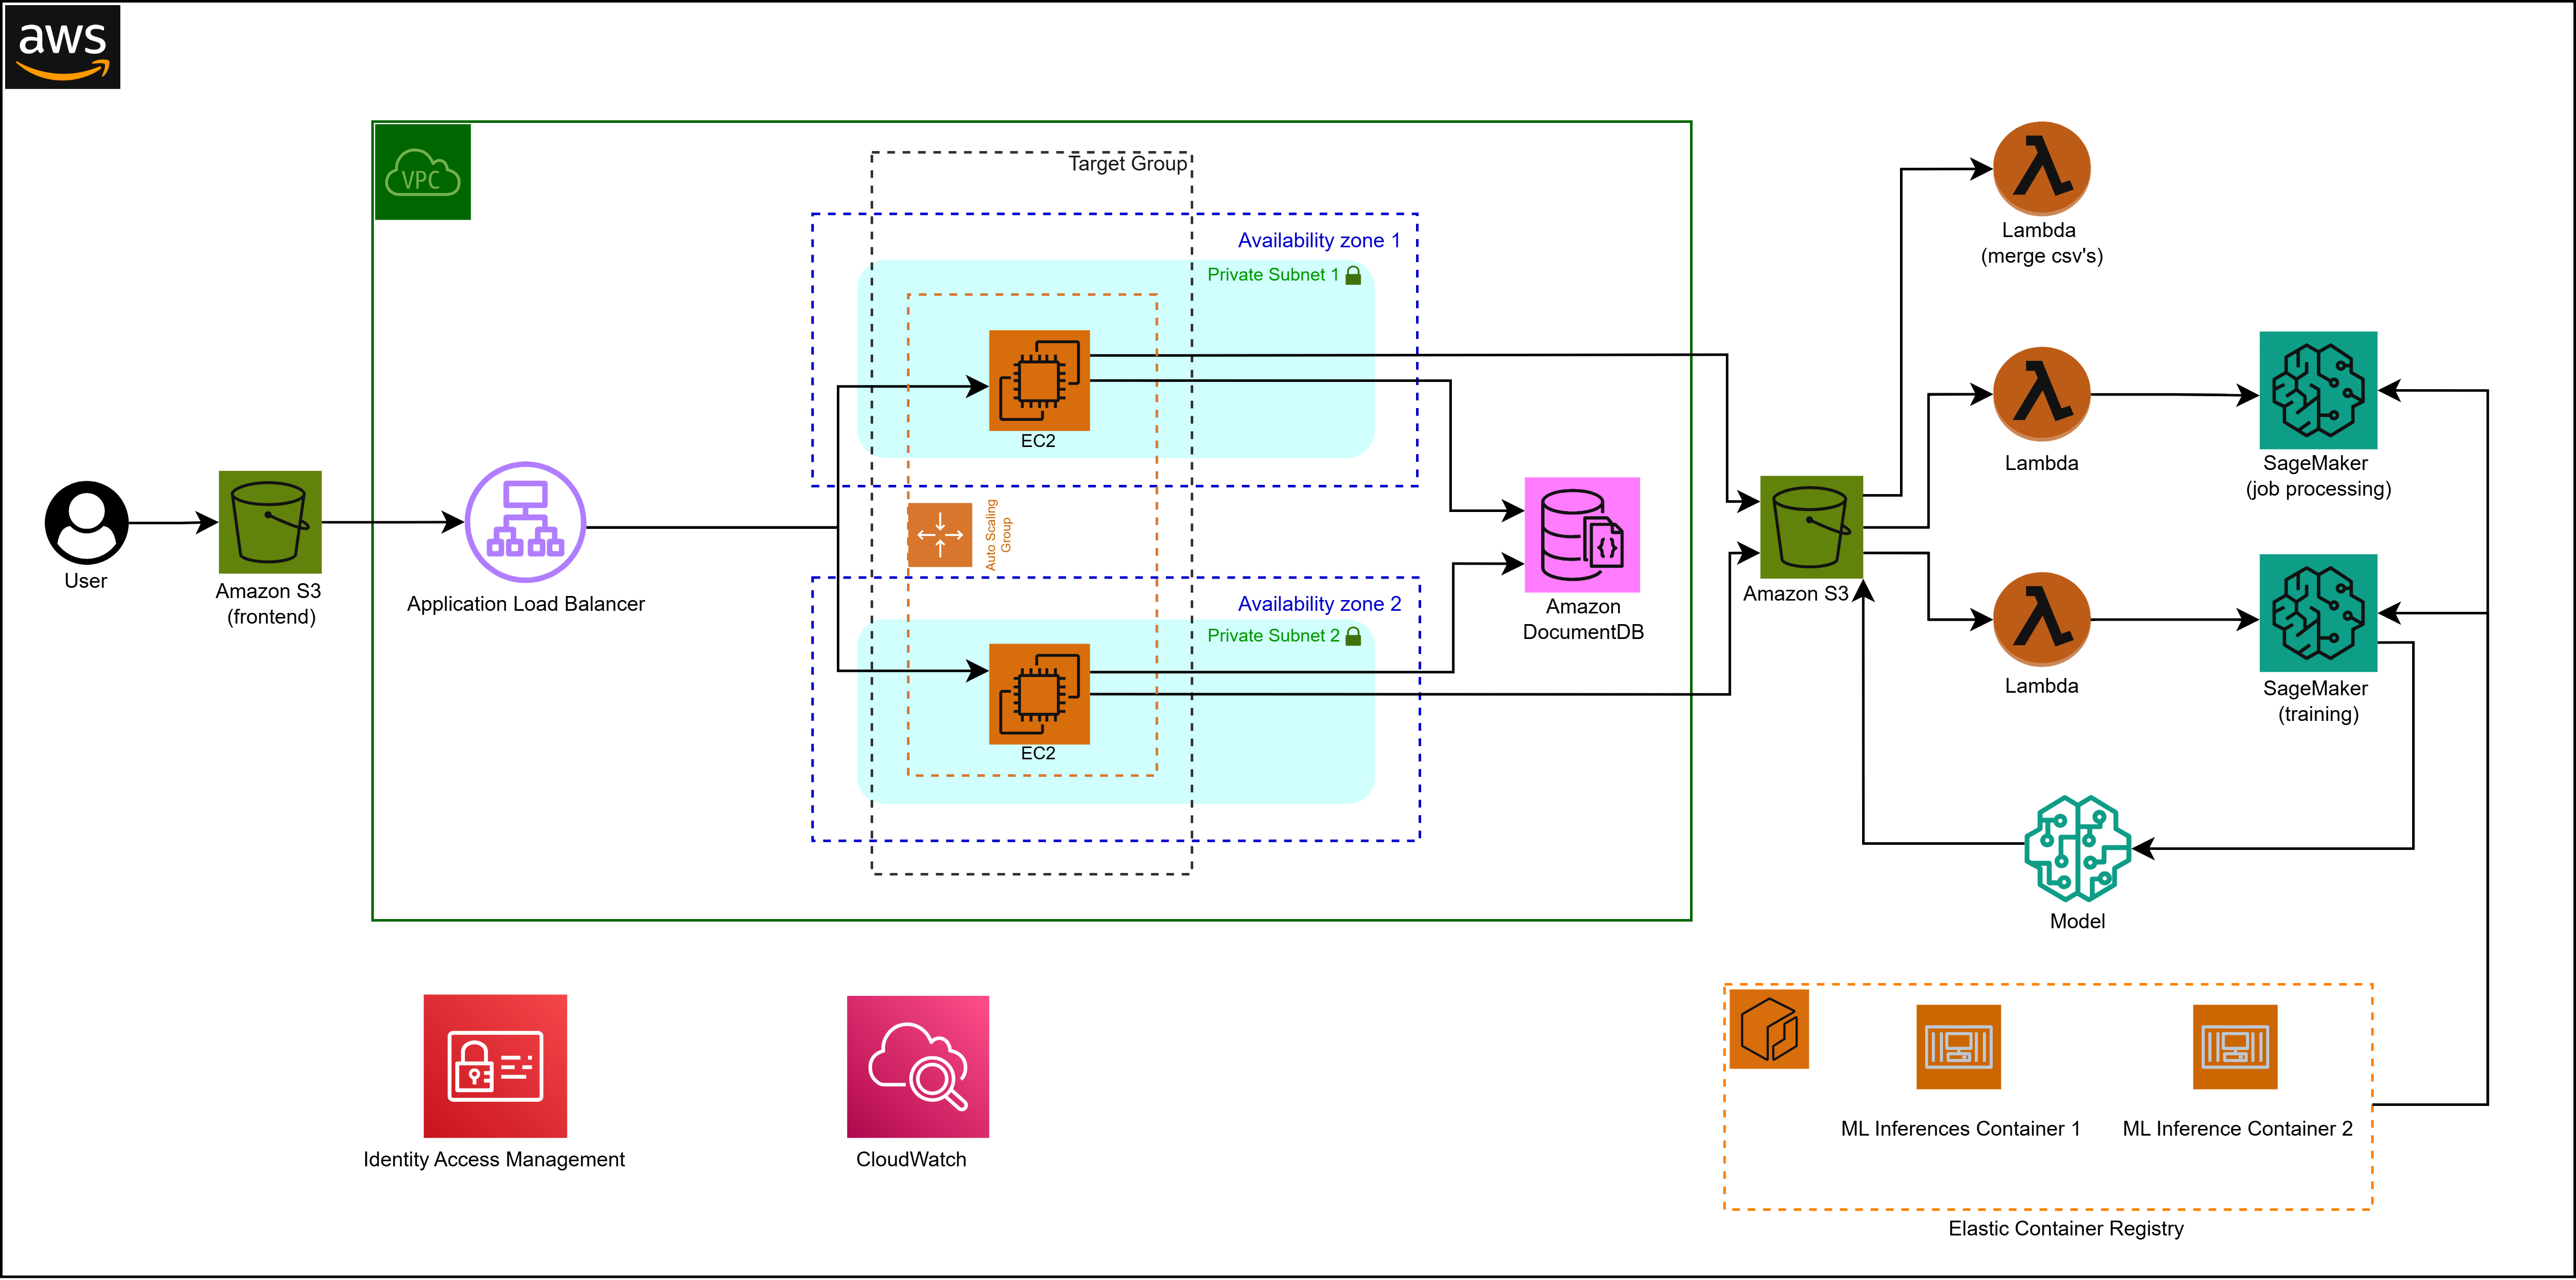 aws
VPC
Target Group
Availability zone 1
Private Subnet 1
EC2
Auto Scaling
Group
Availability zone 2
Private Subnet 2
EC2
User
Amazon S3
(frontend)
Application Load Balancer
Amazon
DocumentDB
Amazon S3
Lambda
(merge csv's)
Lambda
SageMaker
(job processing)
Lambda
SageMaker
(training)
Model
Identity Access Management
CloudWatch
ML Inferences Container 1
ML Inference Container 2
Elastic Container Registry